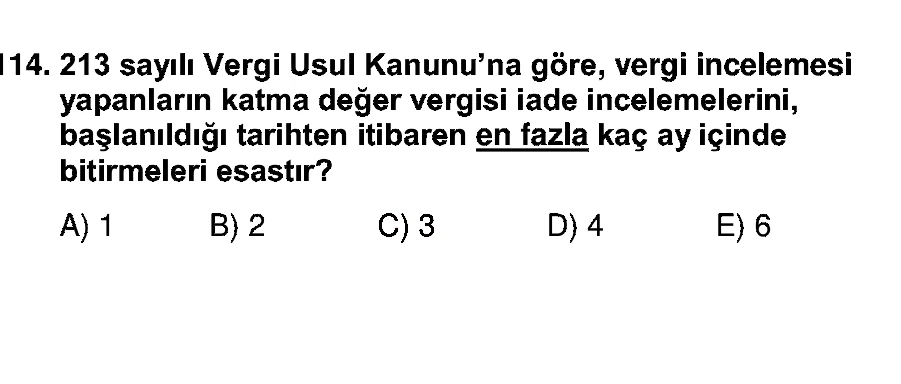 114. 213 sayılı Vergi Usul Kanunu’na göre, vergi incelemesi
yapanların katma değer vergisi iade incelemelerini,
başlanıldığı tarihten itibaren en fazla kaç ay içinde
bitirmeleri esastır?
A) 1 B) 2 C) 3 D) 4 E) 6